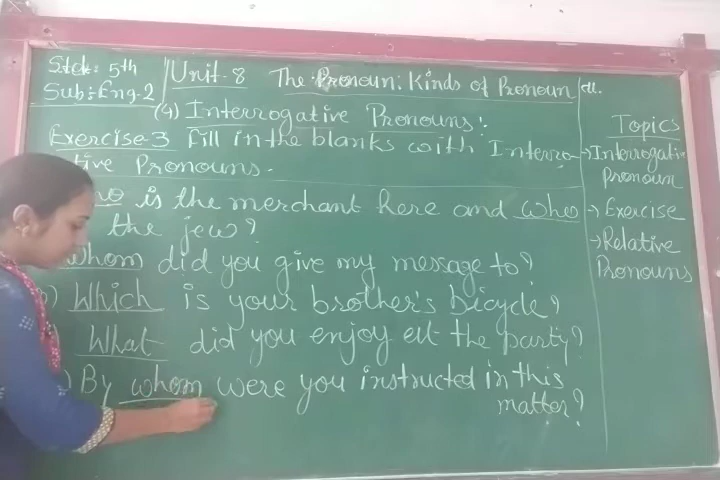 Std: 5th
Sub: Eng-2
Unit-8 The Pronoun: Kinds of Pronoun
(4) Interrogative Pronouns:
Exercise-3 Fill in the blanks with Interro-
tive Pronouns.
is the merchant here and who
the jew?
Whom did you give my message to?
Which is your brother's bicycle?
What did you enjoy at the party?
By whom were you instructed in this
matter?
Topics
→Interrogative
Pronoun
→Exercise
→Relative
Pronouns